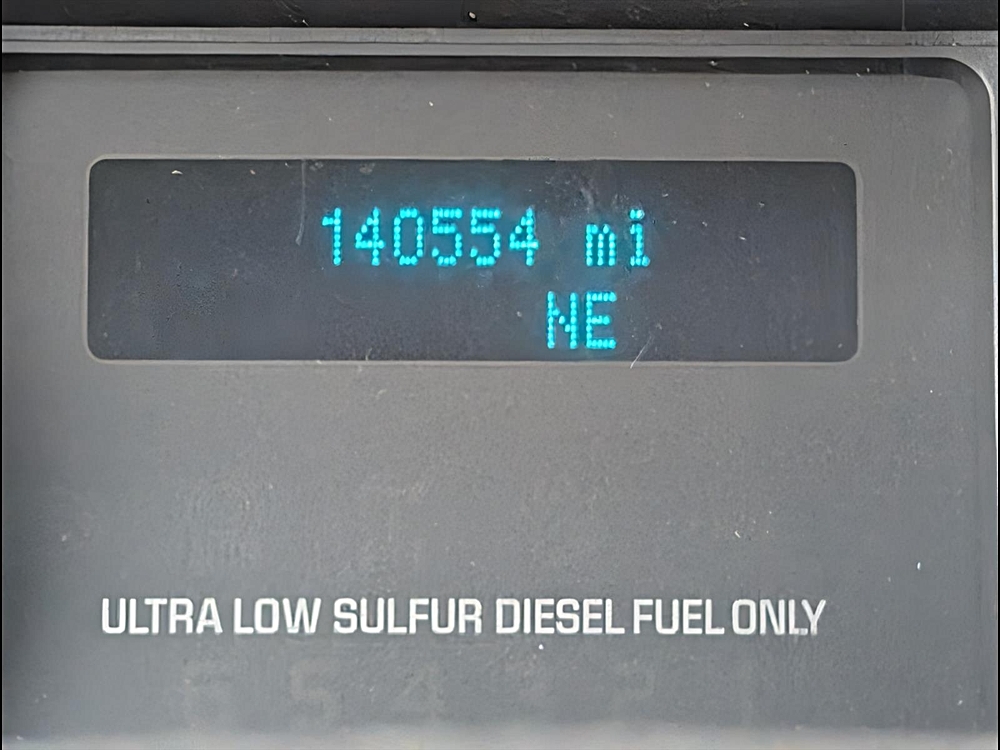 140554 mi
NE
ULTRA LOW SULFUR DIESEL FUEL ONLY